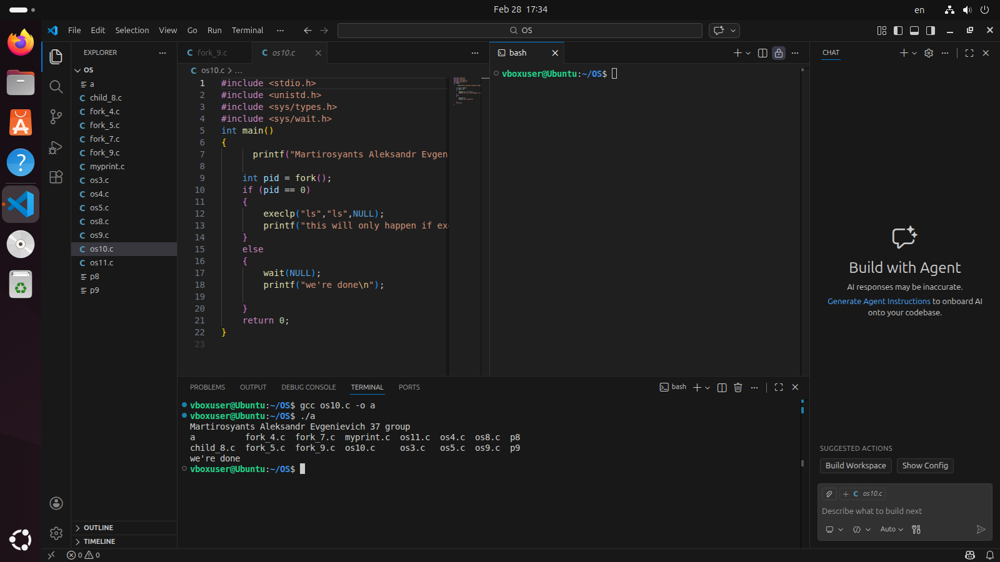 Feb 28 17:34
en
File Edit Selection View Go Run Terminal ···
OS
EXPLORER
OS
a
child_8.c
fork_4.c
fork_5.c
fork_7.c
fork_9.c
myprint.c
os3.c
os4.c
os5.c
os8.c
os9.c
os10.c
os11.c
p8
p9
OUTLINE
TIMELINE
fork_9.c
os10.c
os10.c > ...
1 #include <stdio.h>
2 #include <unistd.h>
3 #include <sys/types.h>
4 #include <sys/wait.h>
5 int main()
6 {
7 printf("Martirosyants Aleksandr Evgen
8
9 int pid = fork();
10 if (pid == 0)
11 {
12 execlp("ls","ls",NULL);
13 printf("this will only happen if ex
14 }
15 else
16 {
17 wait(NULL);
18 printf("we're done\n");
19
20 }
21 return 0;
22 }
23
bash
vboxuser@Ubuntu:~/OS$
PROBLEMS OUTPUT DEBUG CONSOLE TERMINAL PORTS
bash
vboxuser@Ubuntu:~/OS$ gcc os10.c -o a
vboxuser@Ubuntu:~/OS$ ./a
Martirosyants Aleksandr Evgenievich 37 group
a fork_4.c fork_7.c myprint.c os11.c os4.c os8.c p8
child_8.c fork_5.c fork_9.c os10.c os3.c os5.c os9.c p9
we're done
vboxuser@Ubuntu:~/OS$
CHAT
Build with Agent
AI responses may be inaccurate.
Generate Agent Instructions to onboard AI
onto your codebase.
SUGGESTED ACTIONS
Build Workspace Show Config
os10.c
Describe what to build next
Auto
0 0